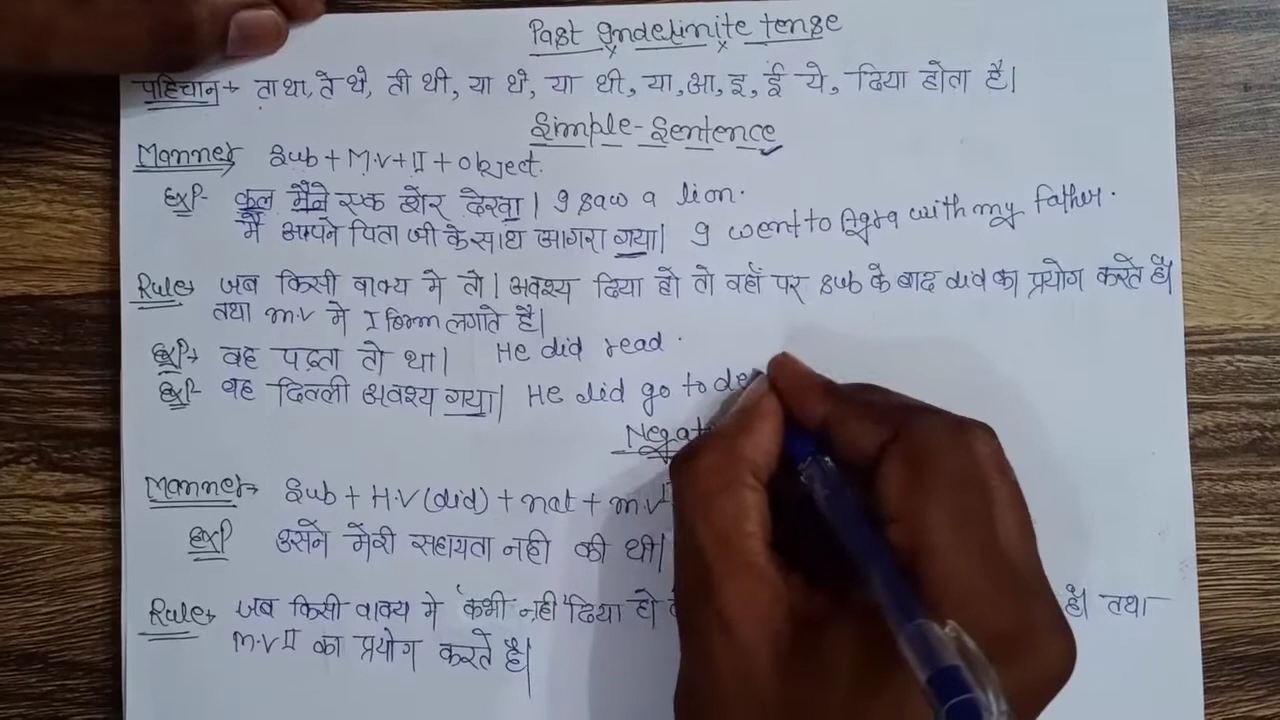 Past Indefinite tense
पहिचान → ता था, ते थे, ती थी, या थे, या थी, या, आ, इ, ई ये, दिया होता है।
Simple-Sentence
Manner → Sub + M.V + II + object.
EXP- कल मैने एक शेर देखा। I saw a lion.
मैं अपने पिता जी के साथ आगरा गया। I went to Agra with my Father.
Rule → जब किसी वाक्य मे तो। अवश्य दिया हो तो वहाँ पर Sub के बाद did का प्रयोग करते है।
तथा m.v मे I form लगाते है।
EXP → वह पढ़ता तो था। He did read.
EXP- वह दिल्ली अवश्य गया। He did go to de
Negat
Manner → Sub + H.V (did) + not + m.v I
EXP उसने मेरी सहायता नही की थी।
Rule → जब किसी वाक्य मे 'कभी नही' दिया हो है। तथा
m.v II का प्रयोग करते है।